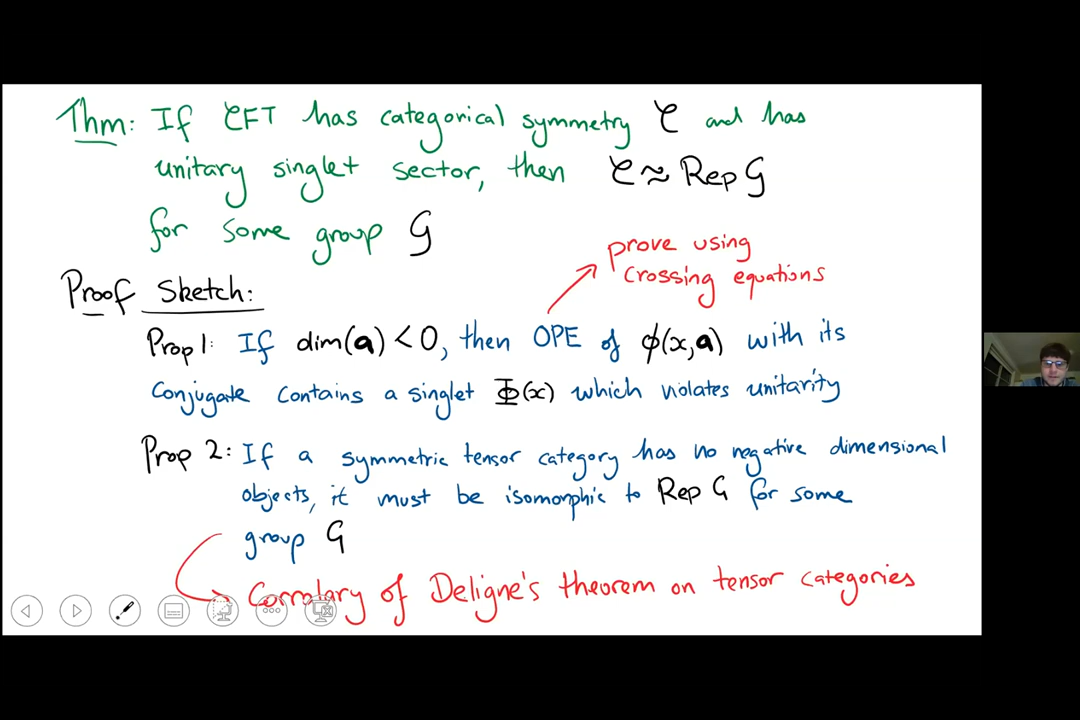 Thm: If CFT has categorical symmetry C and has
unitary singlet sector, then C ≈ Rep G
for some group G
prove using
crossing equations
Proof Sketch:
Prop 1: If dim(a) < 0, then OPE of ϕ(x,a) with its
conjugate contains a singlet Φ(x) which violates unitarity
Prop 2: If a symmetric tensor category has no negative dimensional
objects, it must be isomorphic to Rep G for some
group G
Corrolary of Deligne's theorem on tensor categories